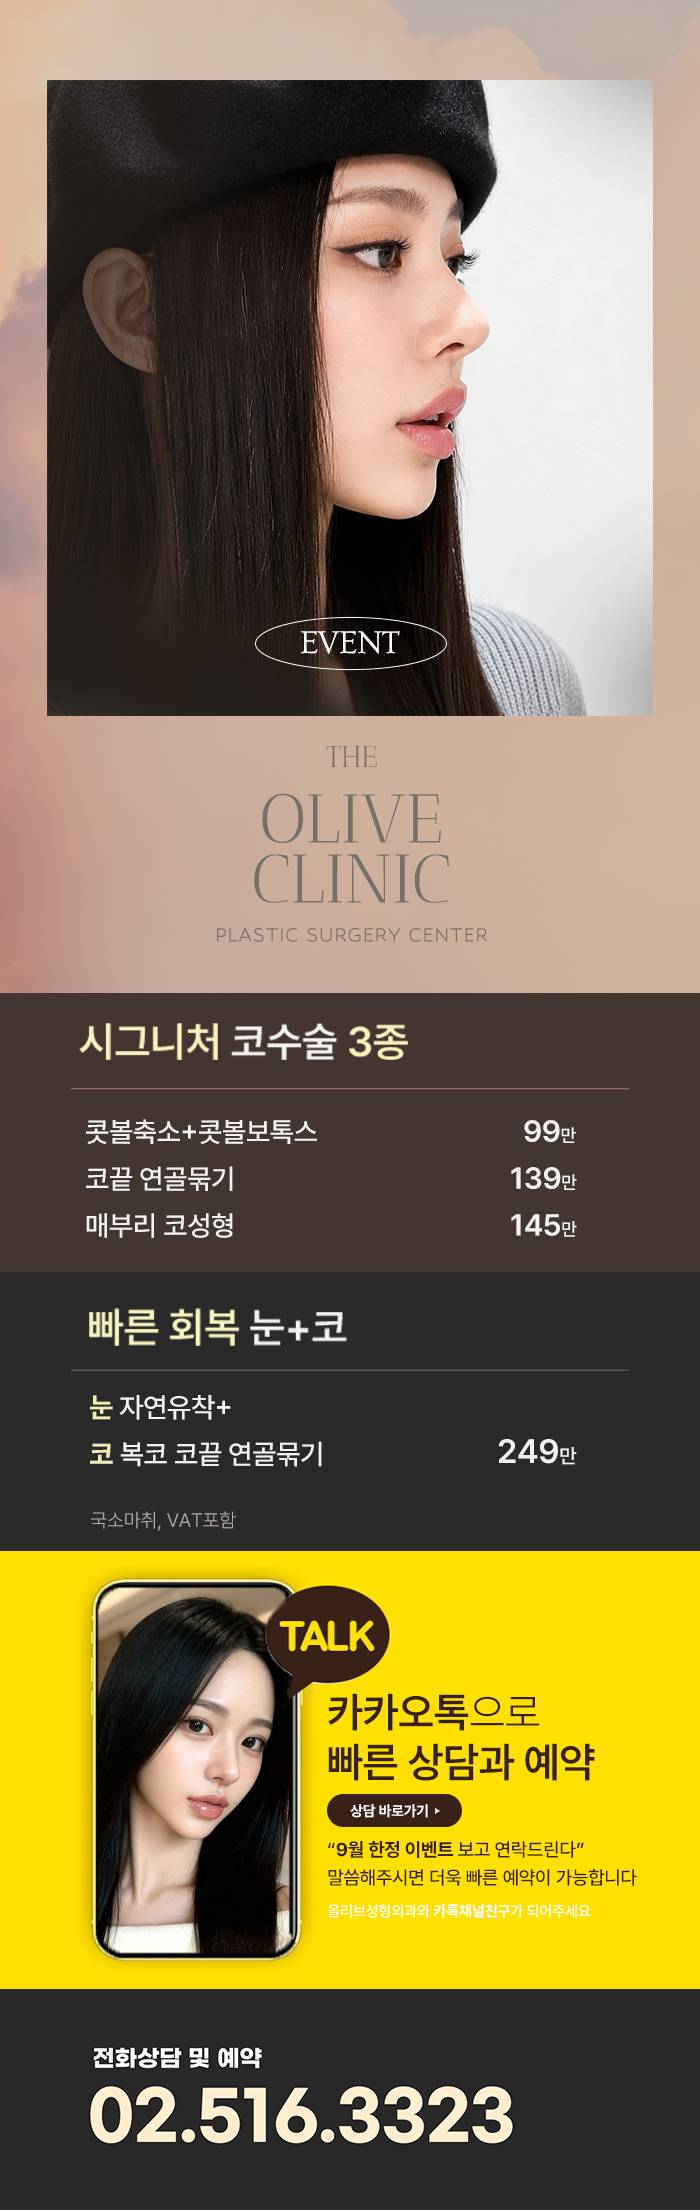 EVENT
THE
OLIVE
CLINIC
PLASTIC SURGERY CENTER
시그니처 코수술 3종
콧볼축소+콧볼보톡스 99만
코끝 연골묶기 139만
매부리 코성형 145만
빠른 회복 눈+코
눈 자연유착+
코 복코 코끝 연골묶기 249만
국소마취, VAT포함
TALK
카카오톡으로
빠른 상담과 예약
상담 바로가기 ▸
“9월 한정 이벤트 보고 연락드린다”
말씀해주시면 더욱 빠른 예약이 가능합니다
올리브성형외과와 카톡채널친구가 되어주세요
전화상담 및 예약
02.516.3323